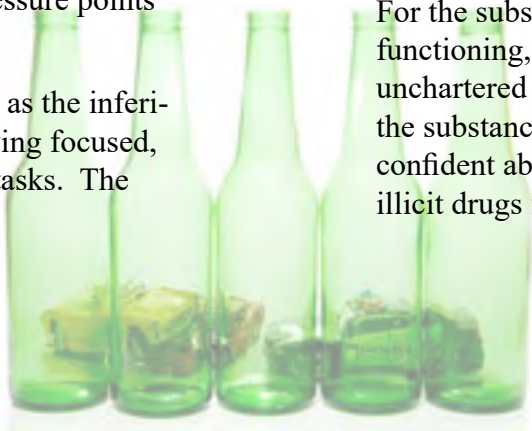 essure points
as the inferi-
ing focused,
tasks.  The
For the subs
functioning,
unchartered
the substanc
confident ab
illicit drugs